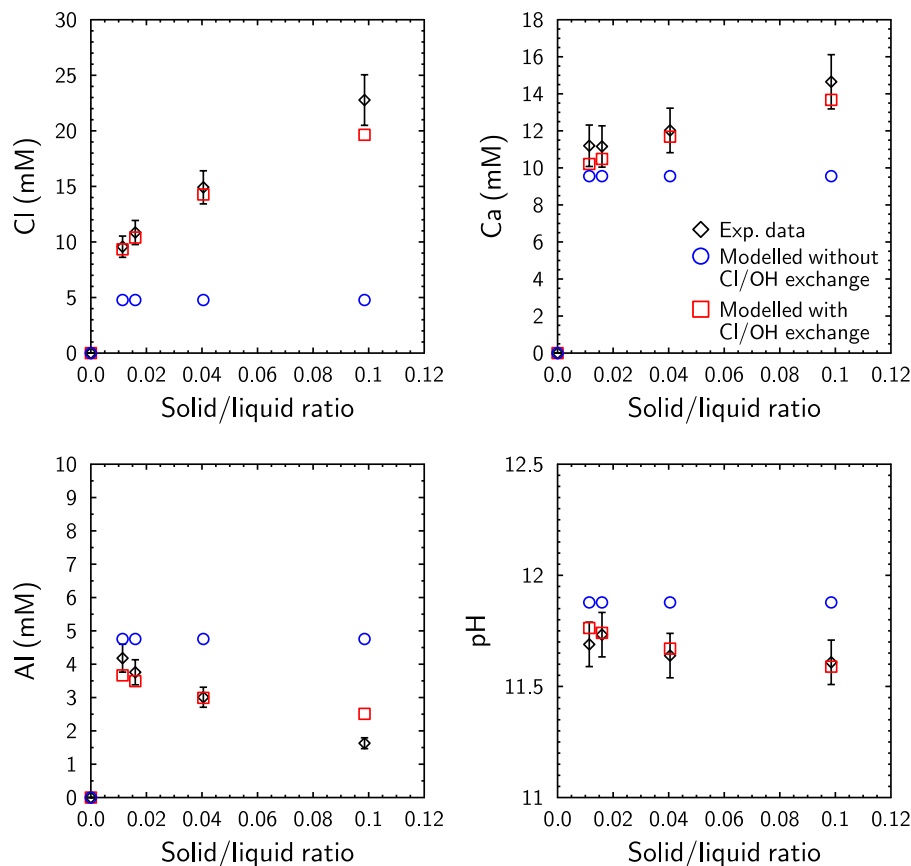 30
25
20
15
10
5
0
0.0 0.02 0.04 0.06 0.08 0.1 0.12
Cl (mM)
Solid/liquid ratio
18
16
14
12
10
8
6
4
2
0
0.0 0.02 0.04 0.06 0.08 0.1 0.12
Ca (mM)
Solid/liquid ratio
Exp. data
Modelled without
Cl/OH exchange
Modelled with
Cl/OH exchange
10
9
8
7
6
5
4
3
2
1
0
0.0 0.02 0.04 0.06 0.08 0.1 0.12
Al (mM)
Solid/liquid ratio
12.5
12
11.5
11
0.0 0.02 0.04 0.06 0.08 0.1 0.12
pH
Solid/liquid ratio